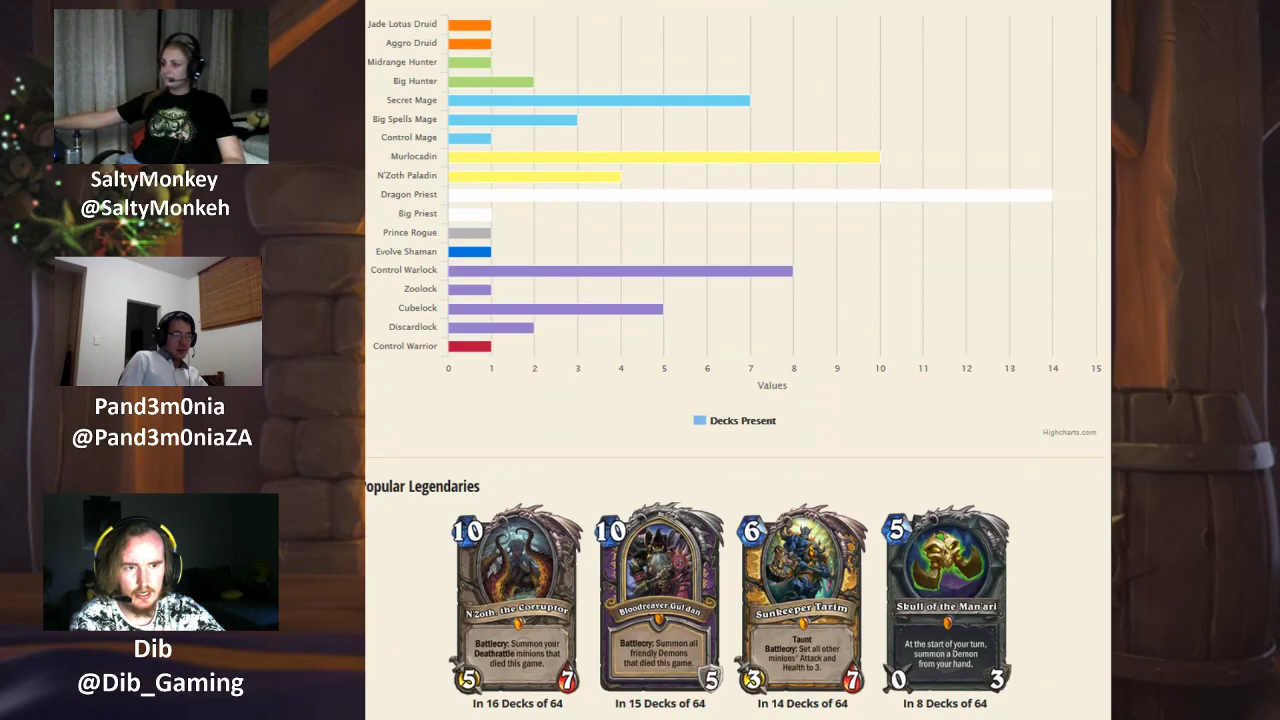 SaltyMonkey
@SaltyMonkeh
Pand3m0nia
@Pand3m0niaZA
Dib
@Dib_Gaming
Jade Lotus Druid
Aggro Druid
Midrange Hunter
Big Hunter
Secret Mage
Big Spells Mage
Control Mage
Murlocadin
N'Zoth Paladin
Dragon Priest
Big Priest
Prince Rogue
Evolve Shaman
Control Warlock
Zoolock
Cubelock
Discardlock
Control Warrior
0 1 2 3 4 5 6 7 8 9 10 11 12 13 14 15
Values
Decks Present
Highcharts.com
opular Legendaries
10
N'Zoth, the Corruptor
Battlecry: Summon your
Deathrattle minions that
died this game.
5 7
In 16 Decks of 64
10
Bloodreaver Gul'dan
Battlecry: Summon all
friendly Demons
that died this game.
5
In 15 Decks of 64
6
Sunkeeper Tarim
Taunt
Battlecry: Set all other
minions' Attack and
Health to 3.
3 7
In 14 Decks of 64
5
Skull of the Man'ari
At the start of your turn,
summon a Demon
from your hand.
0 3
In 8 Decks of 64